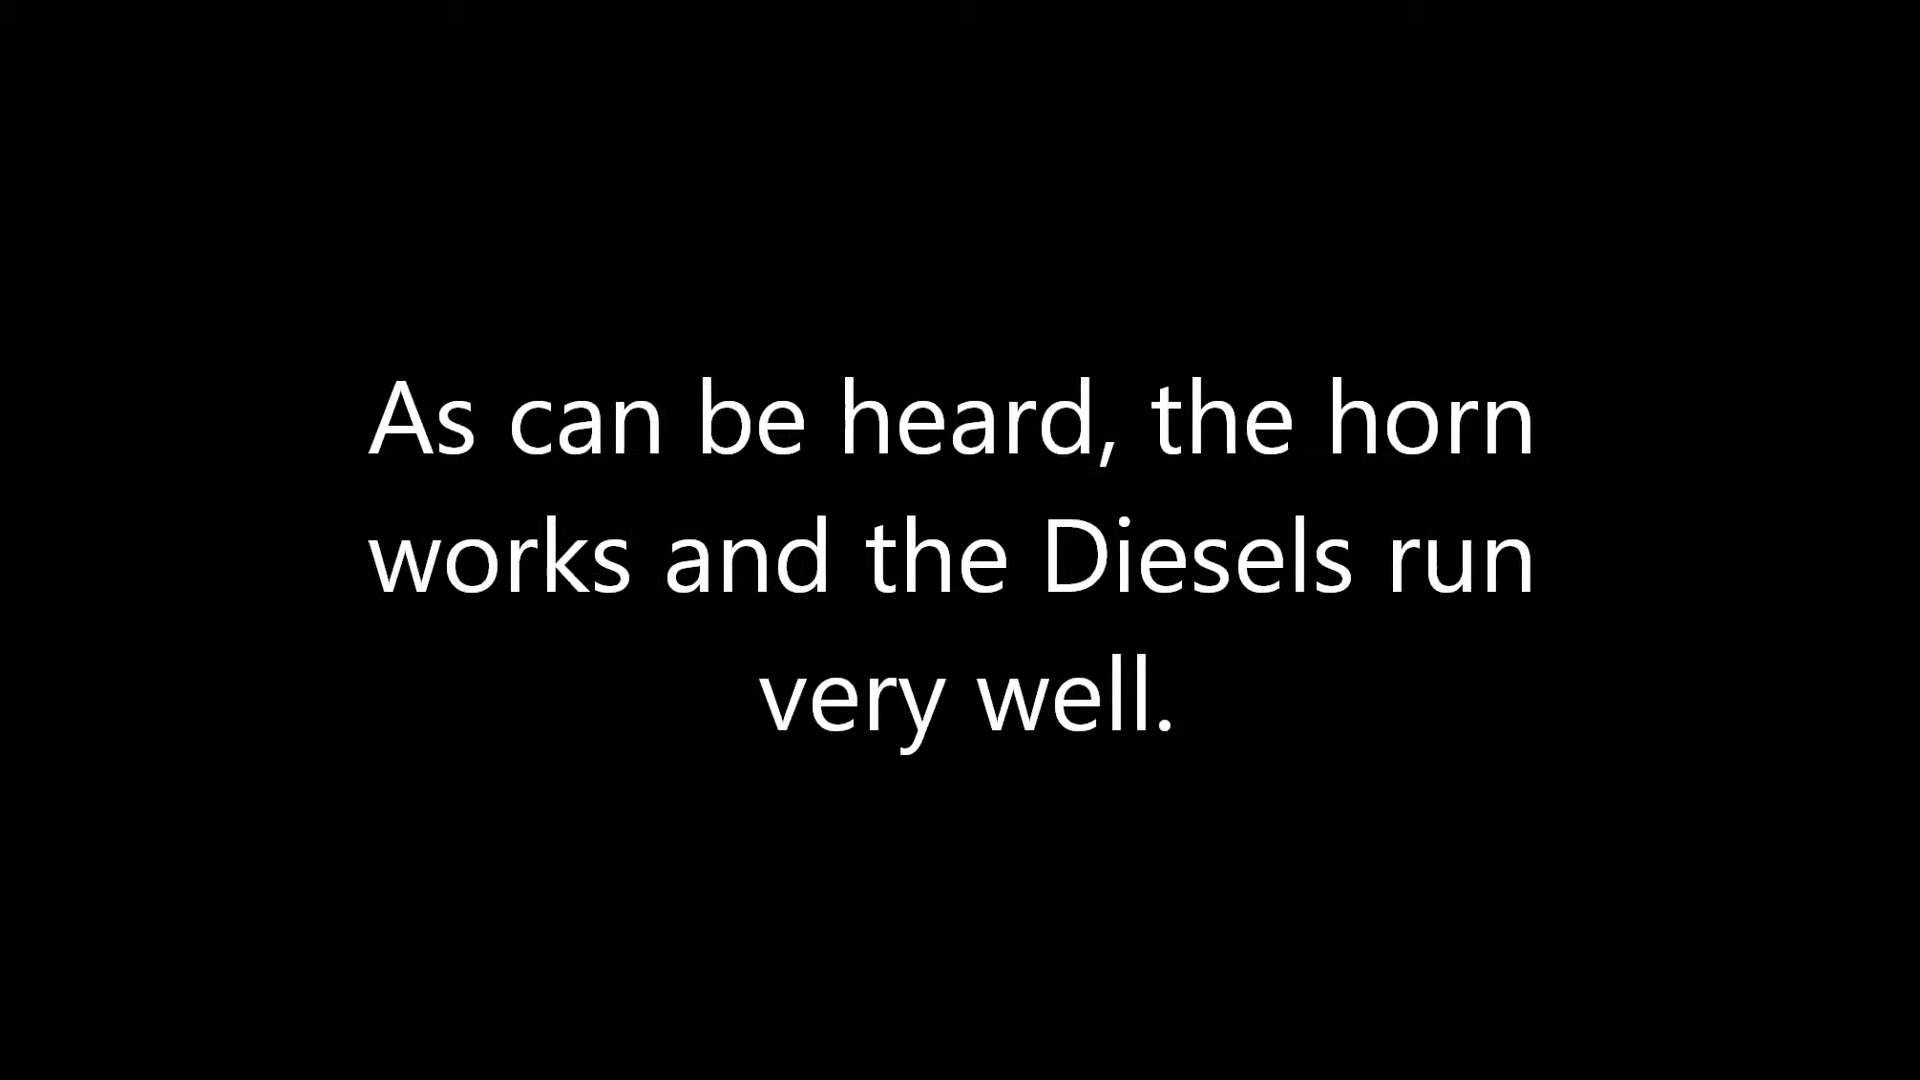 As can be heard, the horn
works and the Diesels run
very well.